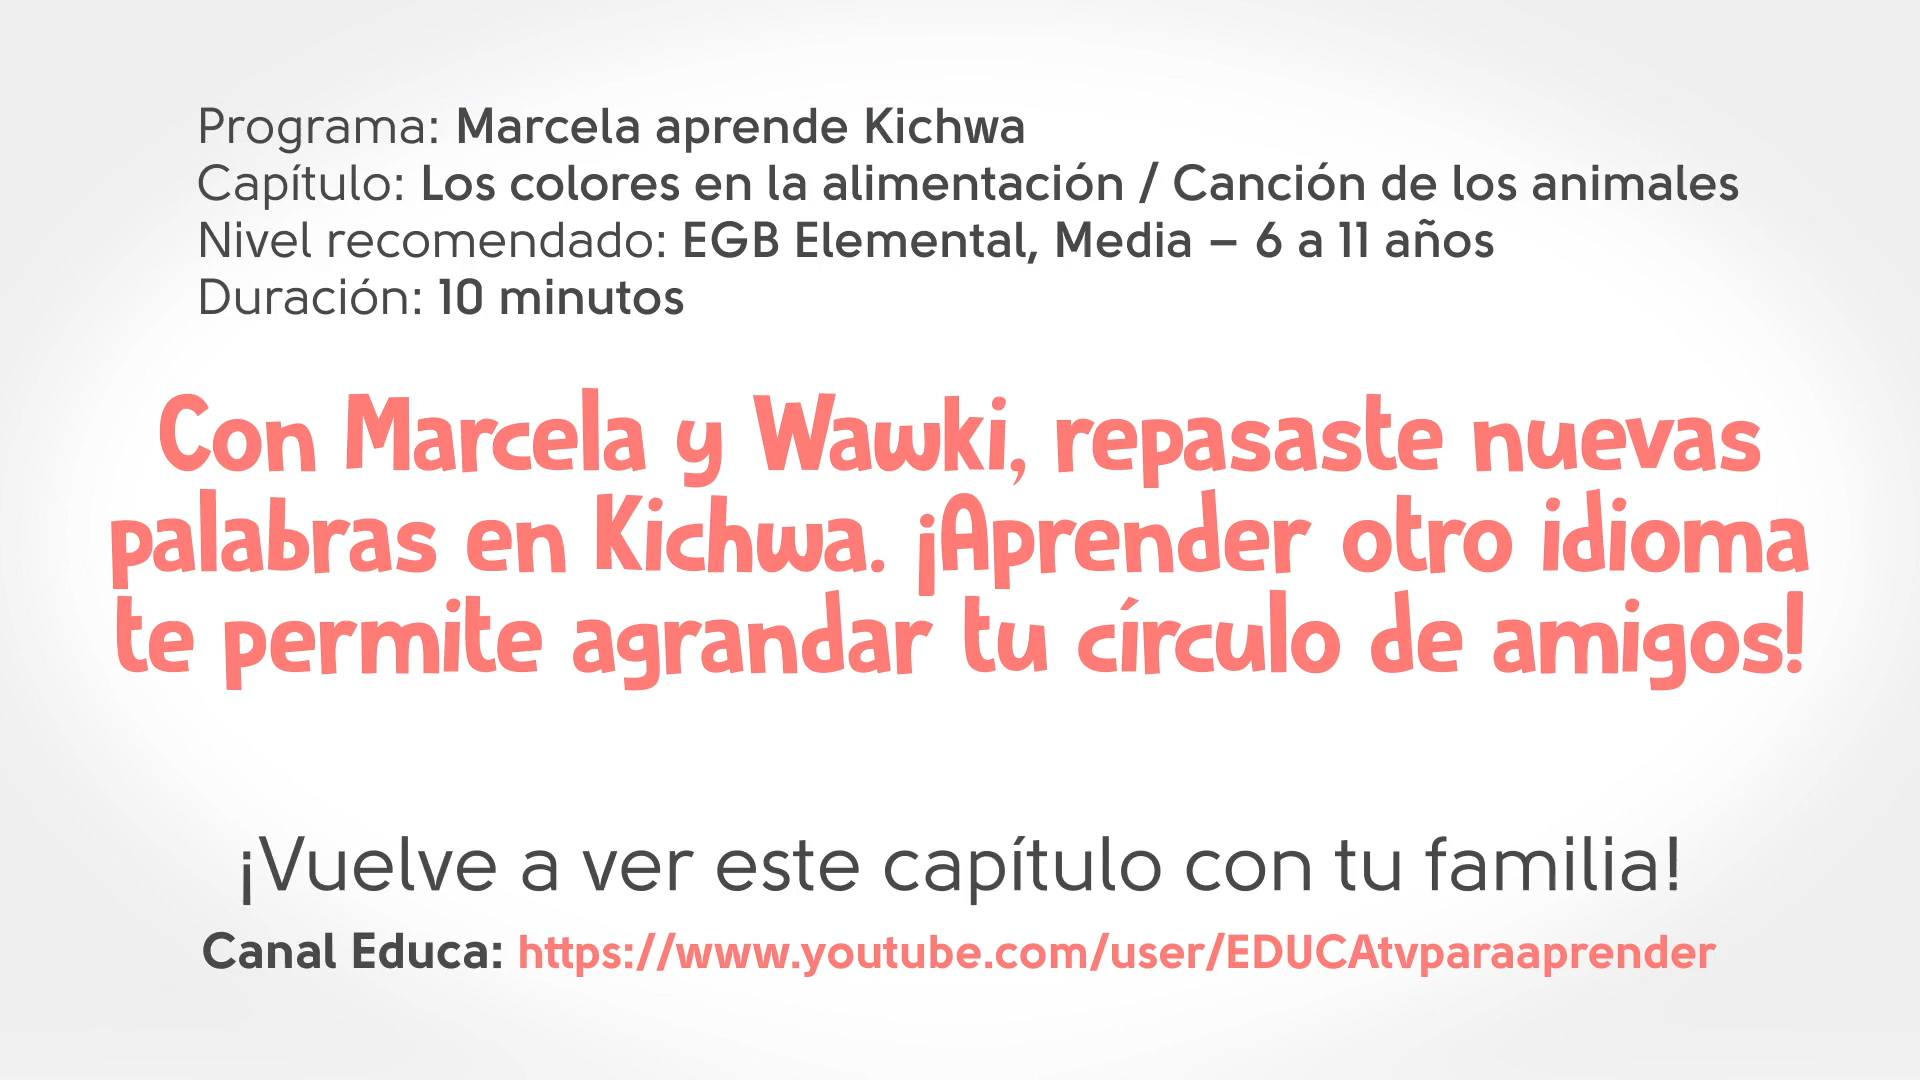 Programa: Marcela aprende Kichwa
Capítulo: Los colores en la alimentación / Canción de los animales
Nivel recomendado: EGB Elemental, Media – 6 a 11 años
Duración: 10 minutos
Con Marcela y Wawki, repasaste nuevas
palabras en Kichwa. ¡Aprender otro idioma
te permite agrandar tu círculo de amigos!
¡Vuelve a ver este capítulo con tu familia!
Canal Educa: https://www.youtube.com/user/EDUCAtvparaaprender